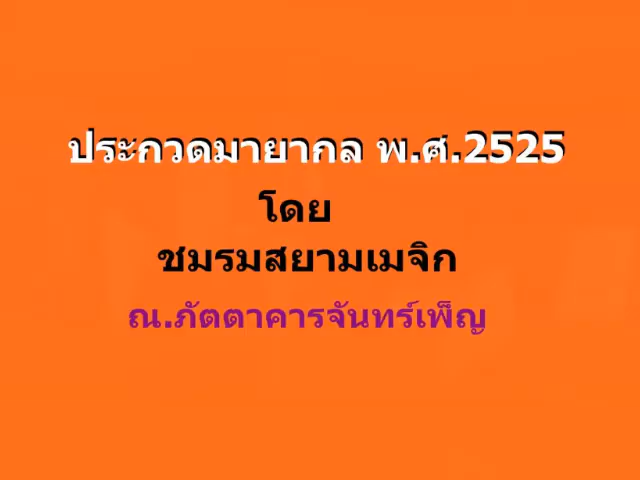 ประกวดมายากล พ.ศ.2525
โดย
ชมรมสยามเมจิก
ณ.ภัตตาคารจันทร์เพ็ญ